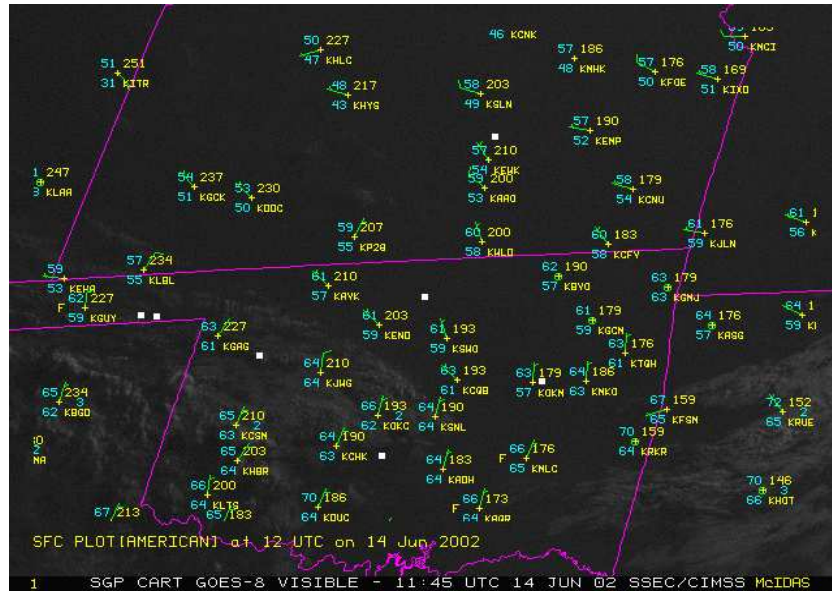 50 227
KHLC
47
46 KCNK
57 186
48 KNHK
50 KNCI
51 251
31 KITR
57 176
50 KFOE
58 169
51 KIXD
48 217
43 KHYS
58 203
49 KSLN
57 190
52 KENP
57 210
54 KEWK
247
KLAA
54 237
51 KGCK
53 230
50 KDDC
59 200
53 KAAO
58 179
54 KCNU
59 207
55 KP28
60 200
58 KWLD
60 183
58 KCFV
61 176
59 KJLN
61
56
57 234
55 KLBL
59
53 KEHA
62 227
F
59 KGUY
61 210
57 KAVK
62 190
KBVO
63 179
63 KGMJ
63 227
61 KGAG
61 203
59 KEND
61 193
59 KSWO
61 179
59 KGCM
64 176
57 KASG
64
59
63 176
61 KTQH
64 210
64 KJWG
63 193
61 KCQB
63 179
57 KOKM
64 186
63 KMKO
65 234
3
62 KBGD
65 210
2
63 KCSM
66 193
2
62 KOKC
64 190
64 KSNL
67 159
65 KFSM
72 152
2
65 KRUE
64 190
63 KCHK
70 159
64 KRKR
65 203
64 KHBR
64 183
64 KADH
F 66 176
65 KMLC
66 200
64 KLTS
70 186
64 KDUC
F 66 173
64 KAQR
70 146
3
66 KHOT
67 213
65 183
SFC PLOT[AMERICAN] at 12 UTC on 14 Jun 2002
1 SGP CART GOES-8 VISIBLE - 11:45 UTC 14 JUN 02 SSEC/CIMSS McIDAS